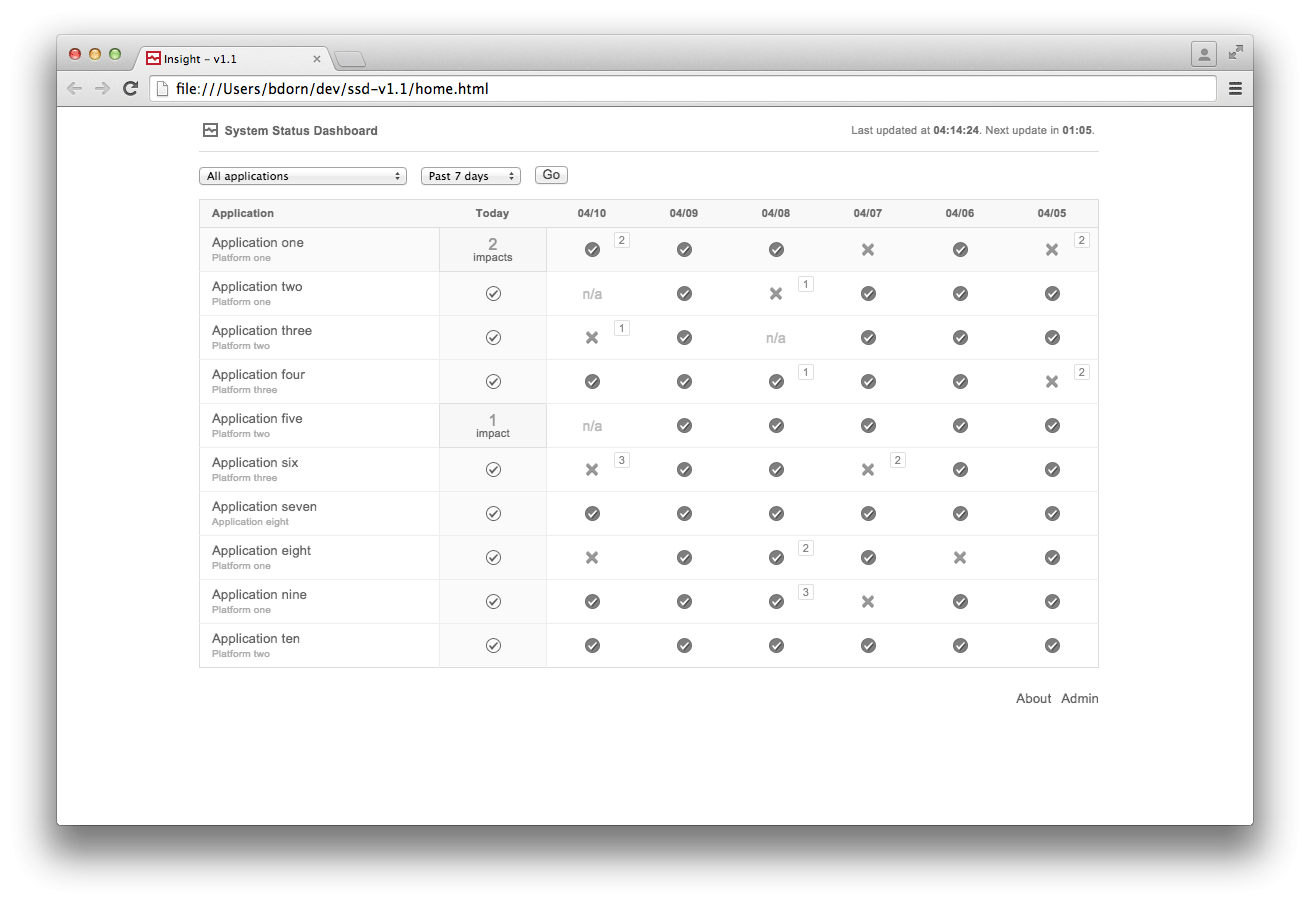 Insight – v1.1
file:///Users/bdorn/dev/ssd-v1.1/home.html
System Status Dashboard Last updated at 04:14:24. Next update in 01:05.
All applications Past 7 days Go
Application Today 04/10 04/09 04/08 04/07 04/06 04/05
Application one 2 2 2
Platform one impacts
Application two n/a 1
Platform one
Application three 1 n/a
Platform two
Application four 1 2
Platform three
Application five 1 n/a
Platform two impact
Application six 3 2
Platform three
Application seven
Application eight
Application eight 2
Platform one
Application nine 3
Platform one
Application ten
Platform two
About Admin